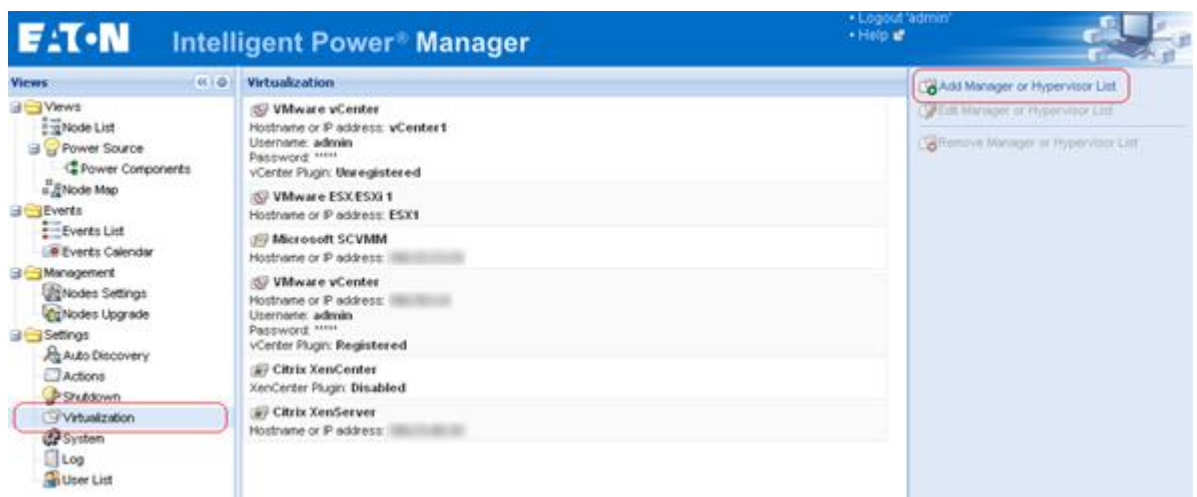 EATON Intelligent Power® Manager
• Logout 'admin'
• Help
Views
Views
Node List
Power Source
Power Components
Node Map
Events
Events List
Events Calendar
Management
Nodes Settings
Nodes Upgrade
Settings
Auto Discovery
Actions
Shutdown
Virtualization
System
Log
User List
Virtualization
VMware vCenter
Hostname or IP address: vCenter1
Username: admin
Password: *****
vCenter Plugin: Unregistered
VMware ESX/ESXi 1
Hostname or IP address: ESX1
Microsoft SCVMM
Hostname or IP address:
VMware vCenter
Hostname or IP address:
Username: admin
Password: *****
vCenter Plugin: Registered
Citrix XenCenter
XenCenter Plugin: Disabled
Citrix XenServer
Hostname or IP address:
Add Manager or Hypervisor List
Edit Manager or Hypervisor List
Remove Manager or Hypervisor List